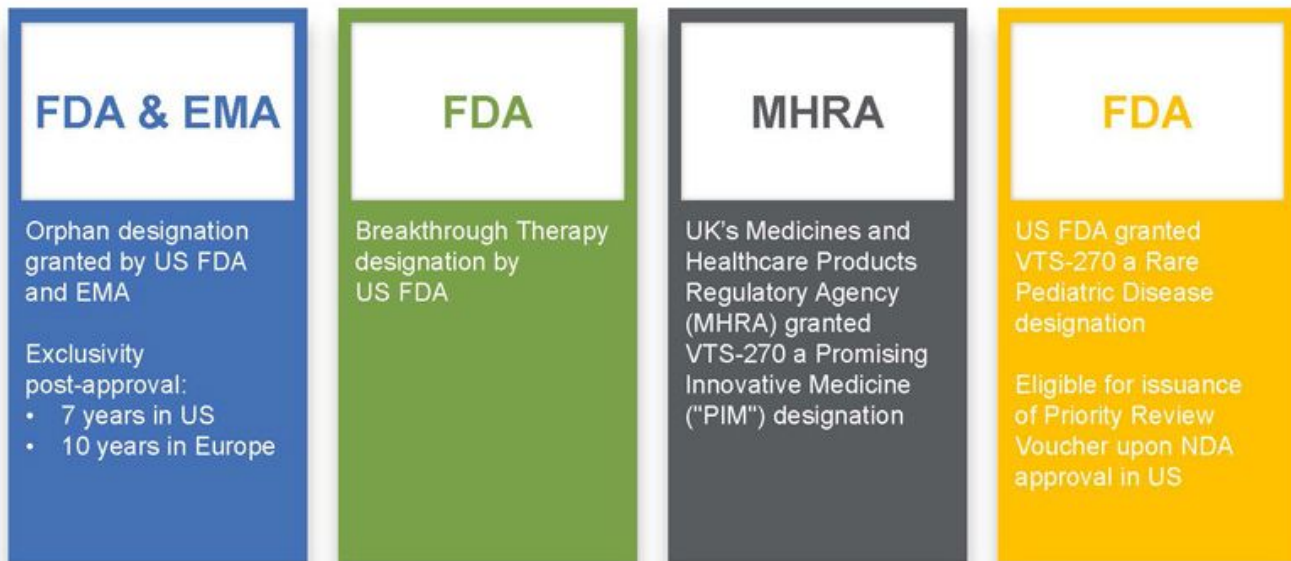 FDA & EMA
Orphan designation
granted by US FDA
and EMA
Exclusivity
post-approval:
• 7 years in US
• 10 years in Europe
FDA
Breakthrough Therapy
designation by
US FDA
MHRA
UK's Medicines and
Healthcare Products
Regulatory Agency
(MHRA) granted
VTS-270 a Promising
Innovative Medicine
("PIM") designation
FDA
US FDA granted
VTS-270 a Rare
Pediatric Disease
designation
Eligible for issuance
of Priority Review
Voucher upon NDA
approval in US